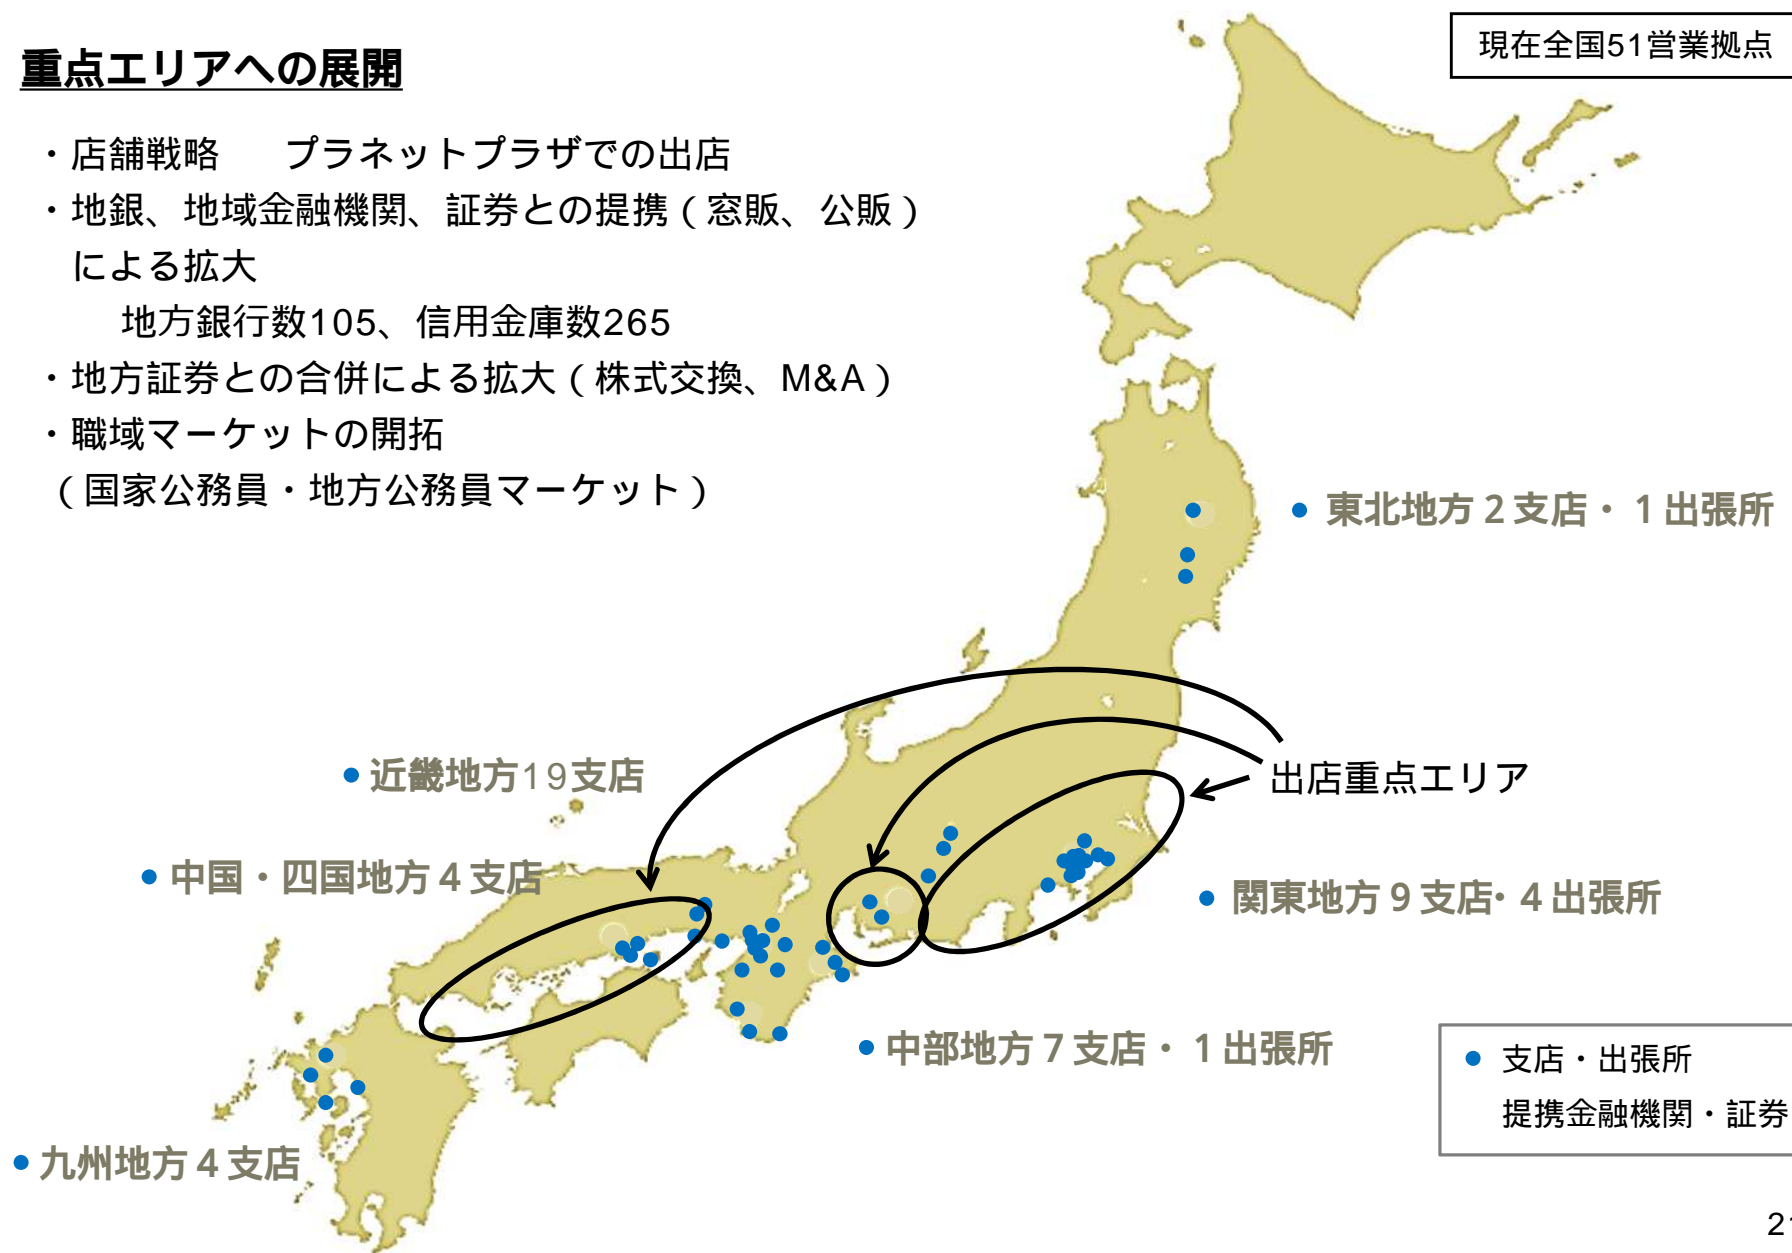 現在全国51営業拠点
重点エリアへの展開
・店舗戦略　プラネットプラザでの出店
・地銀、地域金融機関、証券との提携（窓販、公販）
による拡大
地方銀行数105、信用金庫数265
・地方証券との合併による拡大（株式交換、M&A）
・職域マーケットの開拓
（国家公務員・地方公務員マーケット）
● 東北地方２支店・１出張所
● 近畿地方19支店
出店重点エリア
● 中国・四国地方４支店
● 関東地方９支店・４出張所
● 中部地方７支店・１出張所
● 支店・出張所
提携金融機関・証券
● 九州地方４支店